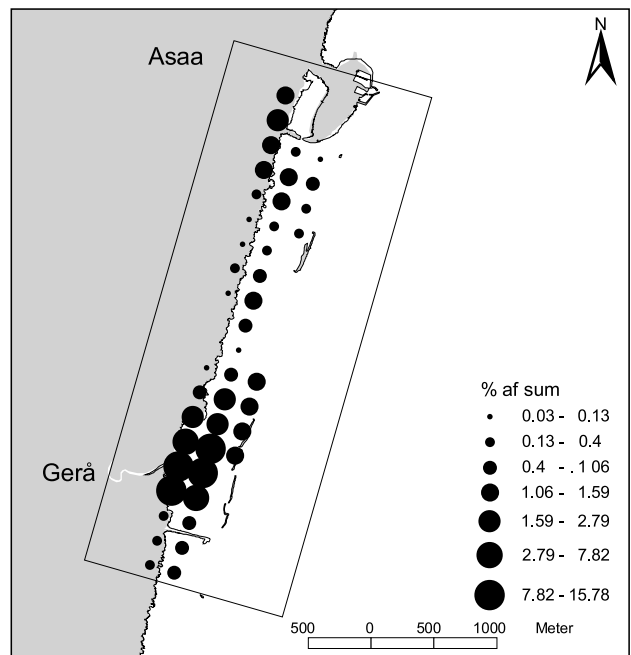 Asaa
N
% af sum
0.03 - 0.13
0.13 - 0.4
0.4 - .1 06
1.06 - 1.59
1.59 - 2.79
2.79 - 7.82
7.82 - 15.78
Gerå
500 0 500 1000 Meter